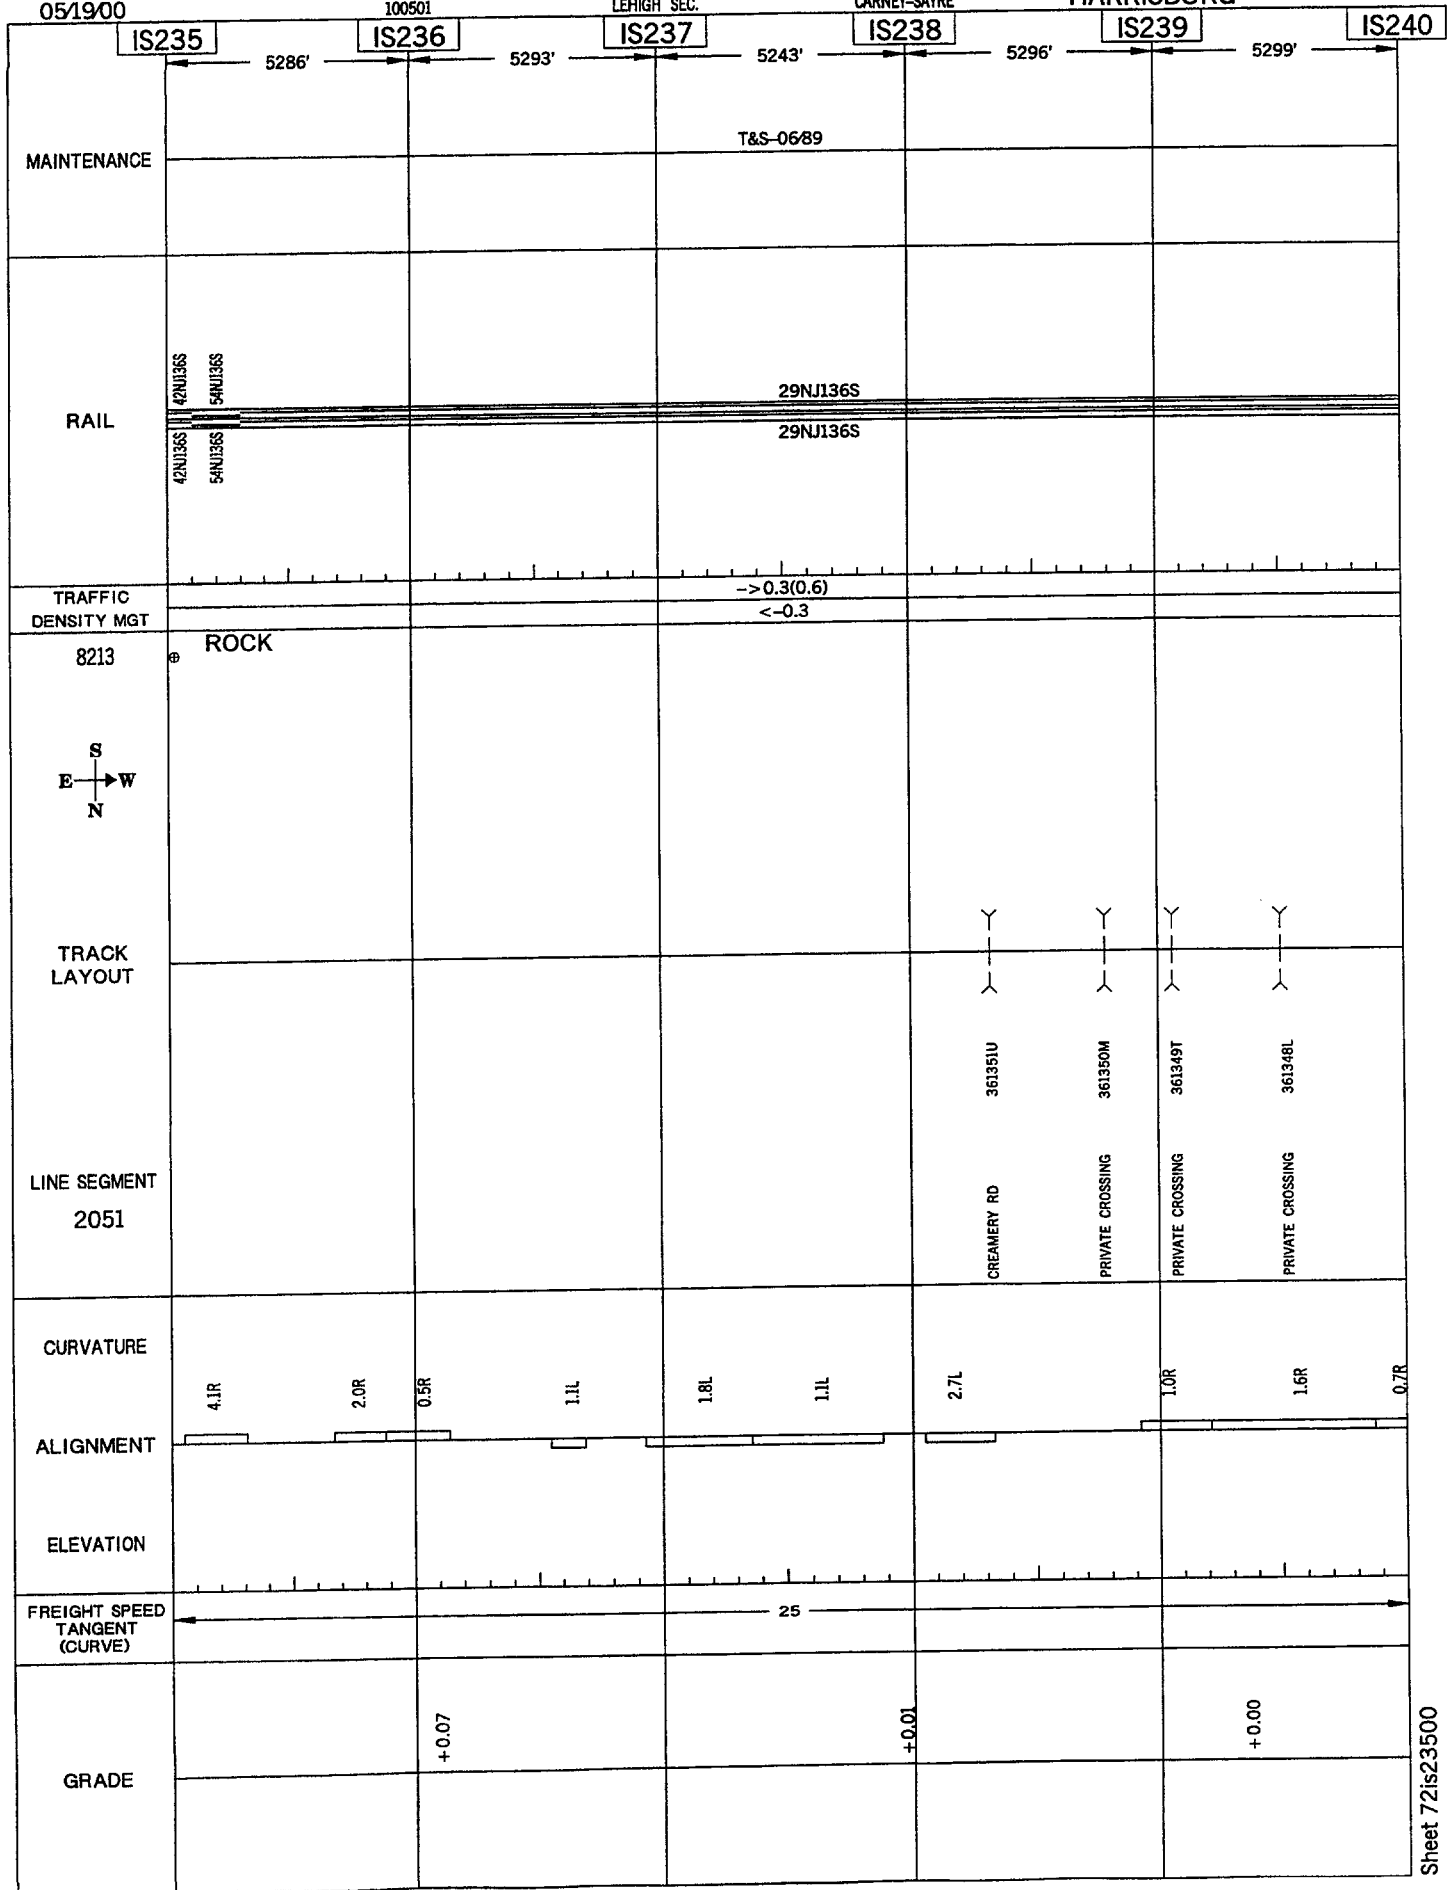 05/19/00 100501 LEHIGH SEC. CARNEY-SAYRE HARRISBURG
IS235 IS236 IS237 IS238 IS239 IS240
5286' 5293' 5243' 5296' 5299'
MAINTENANCE
T&S-06/89
RAIL
42NJ136S
54NJ136S
29NJ136S
29NJ136S
42NJ136S
54NJ136S
TRAFFIC
DENSITY MGT
->0.3(0.6)
<-0.3
8213
ROCK
S
E W
N
TRACK
LAYOUT
361351U
361350M
361349T
361348L
LINE SEGMENT
2051
CREAMERY RD
PRIVATE CROSSING
PRIVATE CROSSING
PRIVATE CROSSING
CURVATURE
4.1R
2.0R
0.5R
1.1L
1.8L
1.1L
2.7L
1.0R
1.6R
0.7R
ALIGNMENT
ELEVATION
FREIGHT SPEED
TANGENT
(CURVE)
25
GRADE
+0.07
+0.01
+0.00
Sheet 72is23500